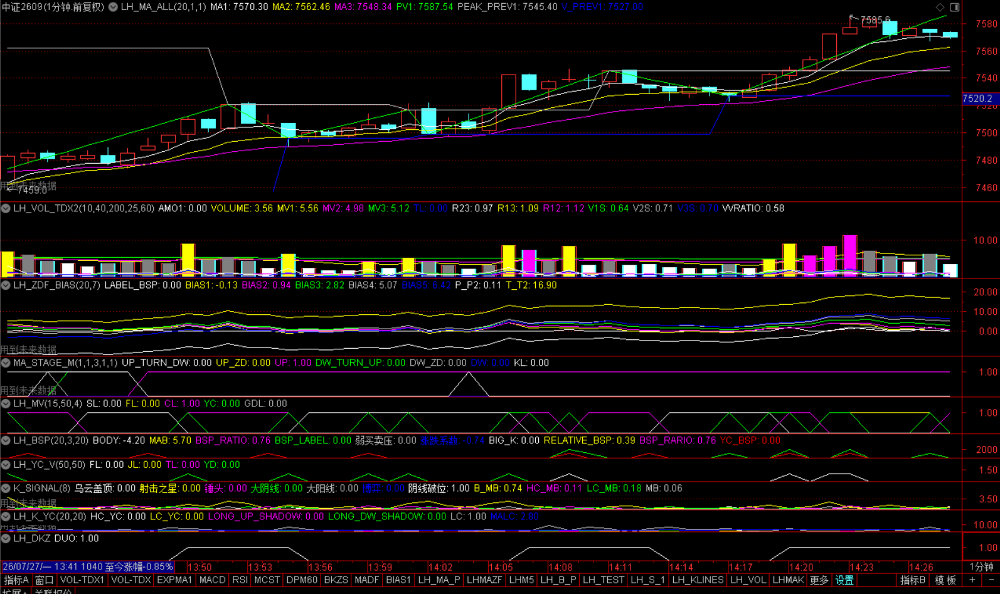 中证2609(1分钟.前复权) LH_MA_ALL(20,1,1) MA1: 7570.30 MA2: 7562.46 MA3: 7548.34 PV1: 7587.54 PEAK_PREV1: 7545.40 V_PREV1: 7527.00
7585.6
7580
7560
7540
7520.2
7520
7500
7480
7460
用到未来数据
7459.0
LH_VOL_TDX2(10,40,200,25,60) AMO1: 0.00 VOLUME: 3.56 MV1: 5.56 MV2: 4.98 MV3: 5.12 TL: 0.00 R23: 0.97 R13: 1.09 R12: 1.12 V1S: 0.64 V2S: 0.71 V3S: 0.70 VVRATIO: 0.58
10.00
LH_ZDF_BIAS(20,7) LABEL_BSP: 0.00 BIAS1: -0.13 BIAS2: 0.94 BIAS3: 2.82 BIAS4: 5.07 BIAS5: 6.42 P_P2: 0.11 T_T2: 16.90
20.00
10.00
0.00
用到未来数据
MA_STAGE_M(1,1,3,1,1) UP_TURN_DW: 0.00 UP_ZD: 0.00 UP: 1.00 DW_TURN_UP: 0.00 DW_ZD: 0.00 DW: 0.00 KL: 0.00
1.00
用到未来数据
LH_MV(15,50,4) SL: 0.00 FL: 0.00 CL: 1.00 YC: 0.00 GDL: 0.00
1.00
LH_BSP(20,3,20) BODY: -4.20 MAB: 5.70 BSP_RATIO: 0.76 BSP_LABEL: 0.00 弱买卖压: 0.00 涨跌系数: -0.74 BIG_K: 0.00 RELATIVE_BSP: 0.39 BSP_RARIO: 0.76 YC_BSP: 0.00
2000
LH_YC_V(50,50) FL: 0.00 JL: 0.00 TL: 0.00 YD: 0.00
1.50
K_SIGNAL(8) 乌云盖顶: 0.00 射击之星: 0.00 锤头: 0.00 大阴线: 0.00 大阳线: 0.00 博弈: 0.00 阴线破位: 1.00 B_MB: 0.74 HC_MB: 0.11 LC_MB: 0.18 MB: 0.06
3.50
用到未来数据
LH_K_YC(20,20) HC_YC: 0.00 LC_YC: 0.00 LONG_UP_SHADOW: 0.00 LONG_DW_SHADOW: 0.00 LC: 1.00 MALC: 2.80
10.00
用到未来数据
LH_DKZ DUO: 1.00
1.00
26/07/27/一 13:41 1040 至今涨幅-0.85% 13:50 13:53 13:56 13:59 14:02 14:05 14:08 14:11 14:14 14:17 14:20 14:23 14:26 1分钟
指标A 窗口 VOL-TDX1 VOL-TDX EXPMA1 MACD RSI MCST DPM60 BKZS MADF BIAS1 LH_MA_P LHMAZF LHM5 LH_B_P LH_TEST LH_S_1 LH_KLINES LH_VOL LHMAK 更多 设置 指标B 模板 + -
扩展∧ 关联报价